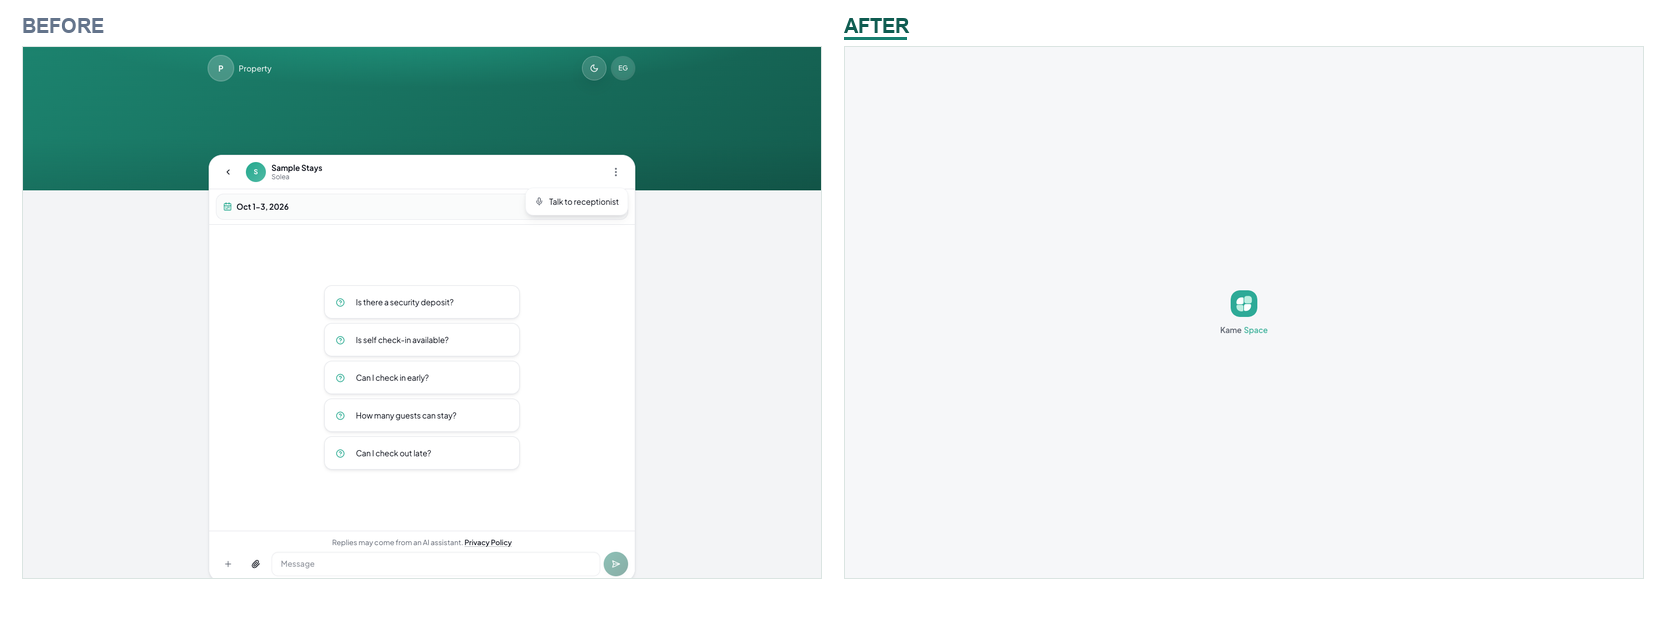 BEFORE
AFTER
P
Property
EG
S
Sample Stays
Solea
Oct 1–3, 2026
Talk to receptionist
Is there a security deposit?
Is self check-in available?
Can I check in early?
How many guests can stay?
Can I check out late?
Replies may come from an AI assistant. Privacy Policy
Message
Kame Space